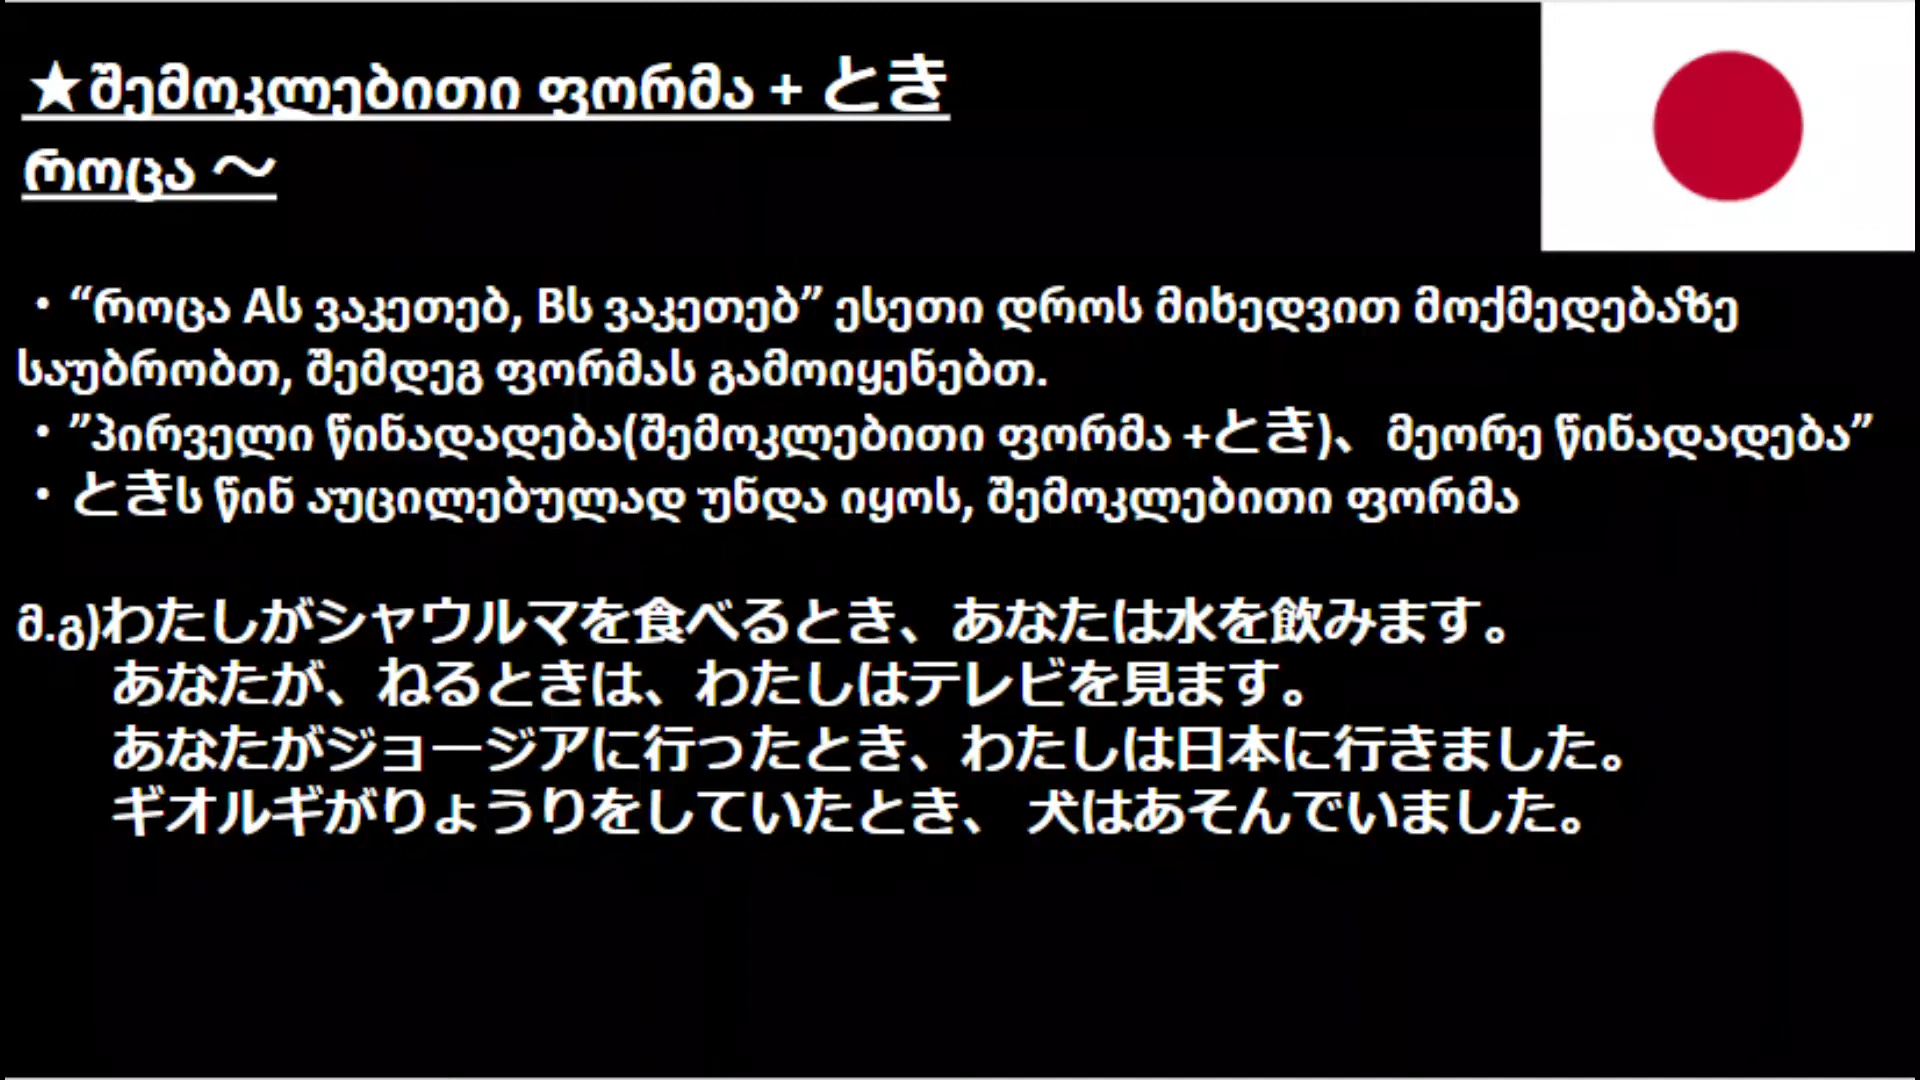 ★შემოკლებითი ფორმა + とき
როცა ～
・“როცა Aს ვაკეთებ, Bს ვაკეთებ” ესეთი დროს მიხედვით მოქმედებაზე
საუბრობთ, შემდეგ ფორმას გამოიყენებთ.
・”პირველი წინადადება(შემოკლებითი ფორმა +とき)、მეორე წინადადება”
・ときს წინ აუცილებულად უნდა იყოს, შემოკლებითი ფორმა
მ.გ)わたしがシャウルマを食べるとき、あなたは水を飲みます。
あなたが、ねるときは、わたしはテレビを見ます。
あなたがジョージアに行ったとき、わたしは日本に行きました。
ギオルギがりょうりをしていたとき、 犬はあそんでいました。